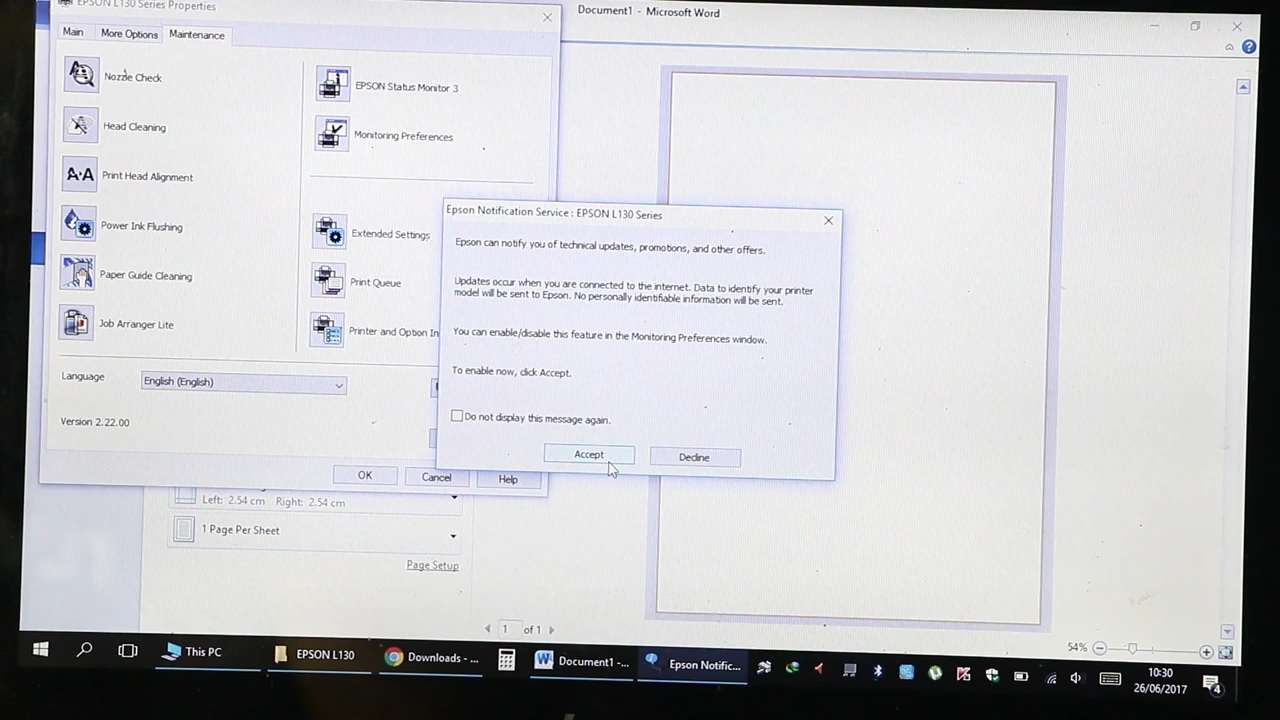 EPSON L130 Series Properties
Document1 - Microsoft Word
Main
More Options
Maintenance
Nozzle Check
EPSON Status Monitor 3
Head Cleaning
Monitoring Preferences
Print Head Alignment
Power Ink Flushing
Extended Settings
Paper Guide Cleaning
Print Queue
Job Arranger Lite
Printer and Option In
Language
English (English)
Version 2.22.00
OK
Cancel
Help
Epson Notification Service : EPSON L130 Series
Epson can notify you of technical updates, promotions, and other offers.
Updates occur when you are connected to the internet. Data to identify your printer
model will be sent to Epson. No personally identifiable information will be sent.
You can enable/disable this feature in the Monitoring Preferences window.
To enable now, click Accept.
Do not display this message again.
Accept
Decline
Left: 2.54 cm Right: 2.54 cm
1 Page Per Sheet
Page Setup
1 of 1
54%
This PC
EPSON L130
Downloads - ...
Document1 -...
Epson Notific...
10:30
26/06/2017
4